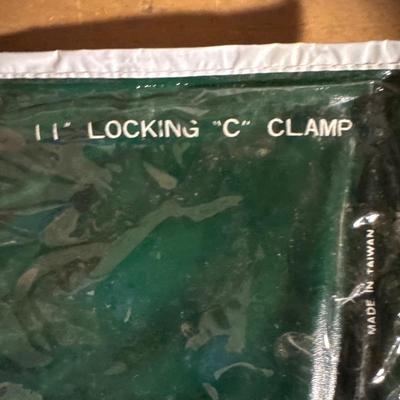 11" LOCKING "C" CLAMP
MADE IN TAIWAN